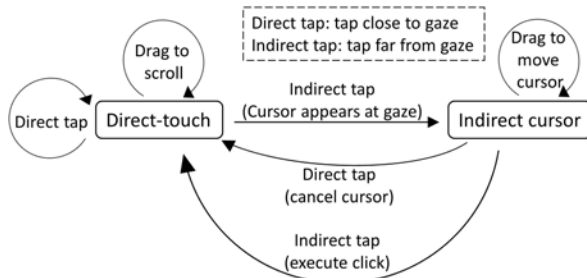 Direct tap: tap close to gaze
Indirect tap: tap far from gaze
Drag to
scroll
Drag to
move
cursor
Direct tap
Direct-touch
Indirect tap
(Cursor appears at gaze)
Indirect cursor
Direct tap
(cancel cursor)
Indirect tap
(execute click)